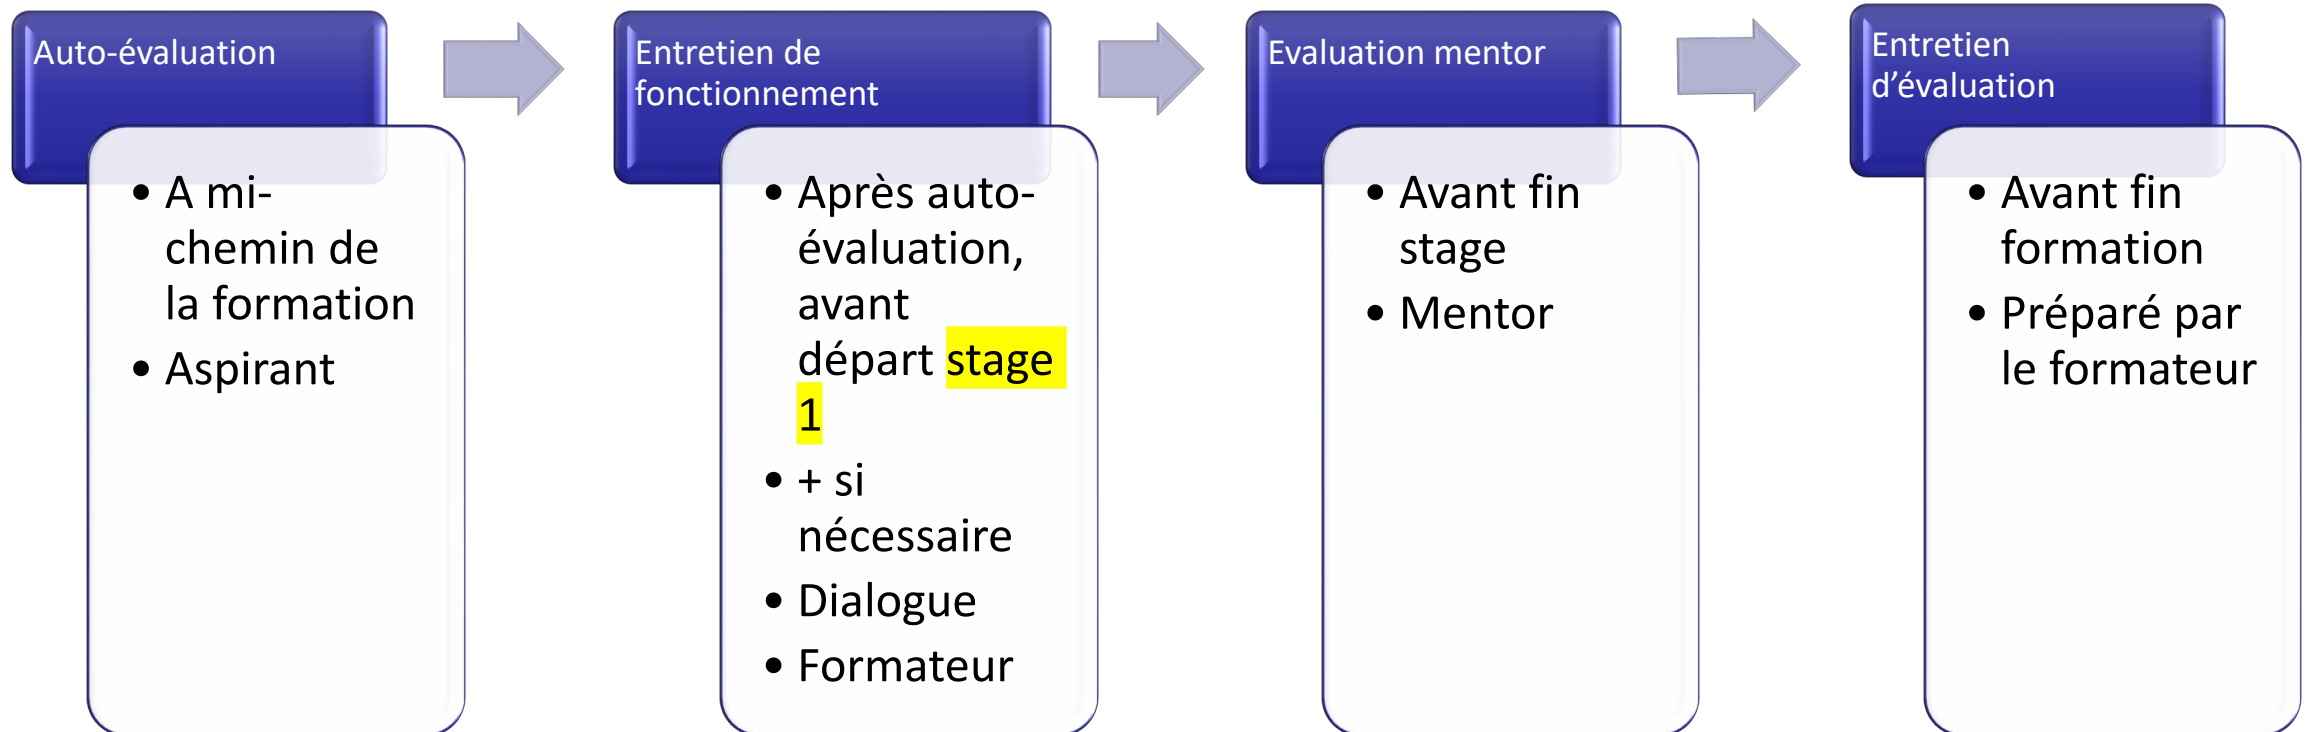 Auto-évaluation
• A mi-
chemin de
la formation
• Aspirant
Entretien de
fonctionnement
• Après auto-
évaluation,
avant
départ stage
1
• + si
nécessaire
• Dialogue
• Formateur
Evaluation mentor
• Avant fin
stage
• Mentor
Entretien
d’évaluation
• Avant fin
formation
• Préparé par
le formateur